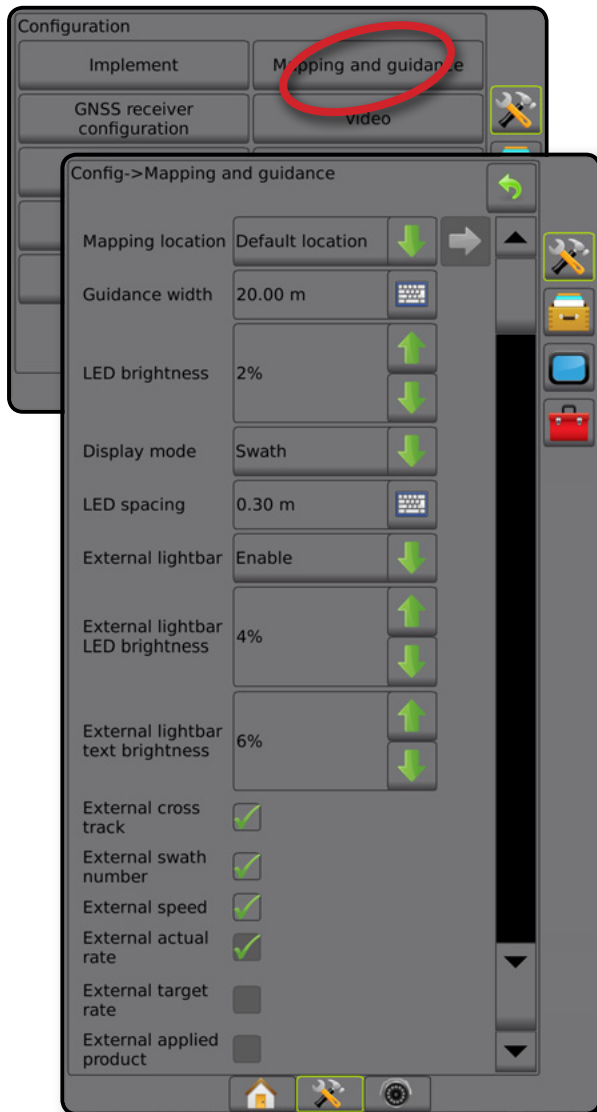 Configuration
Implement
Mapping and guidance
GNSS receiver
configuration
Video
Config->Mapping and guidance
Mapping location
Default location
Guidance width
20.00 m
LED brightness
2%
Display mode
Swath
LED spacing
0.30 m
External lightbar
Enable
External lightbar
LED brightness
4%
External lightbar
text brightness
6%
External cross
track
External swath
number
External speed
External actual
rate
External target
rate
External applied
product